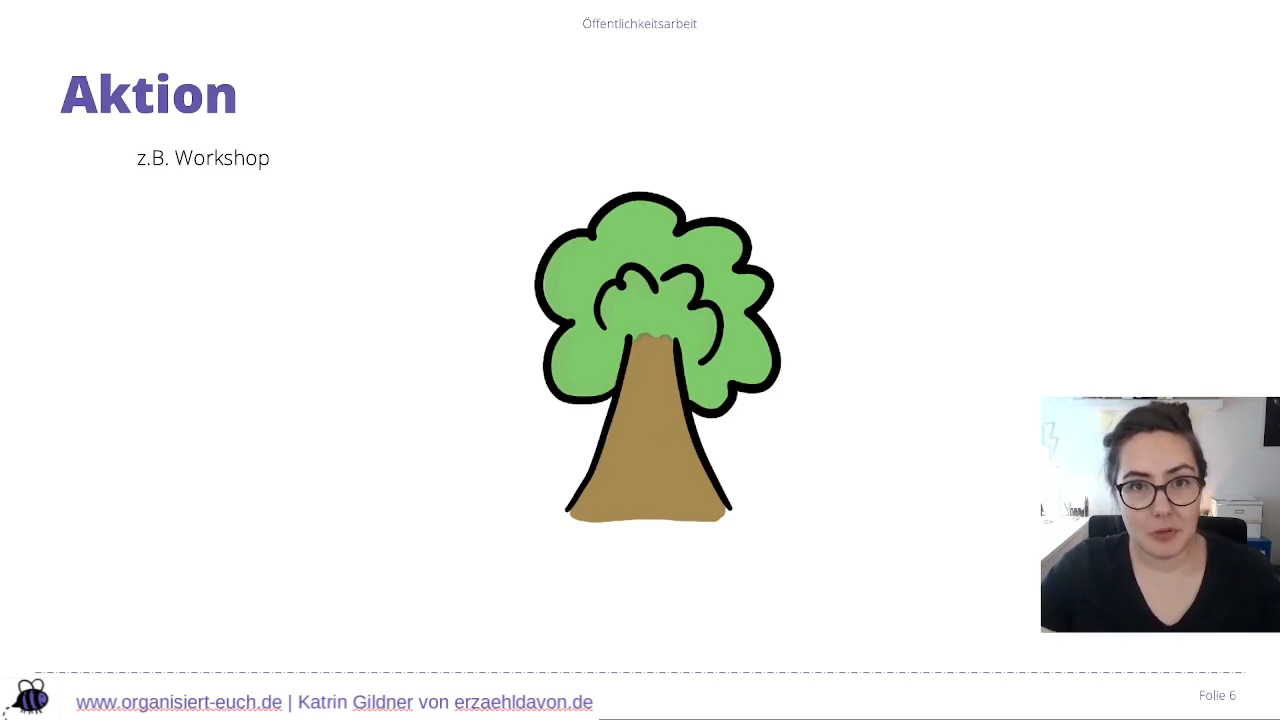 Öffentlichkeitsarbeit
Aktion
z.B. Workshop
www.organisiert-euch.de | Katrin Gildner von erzaehldavon.de
Folie 6